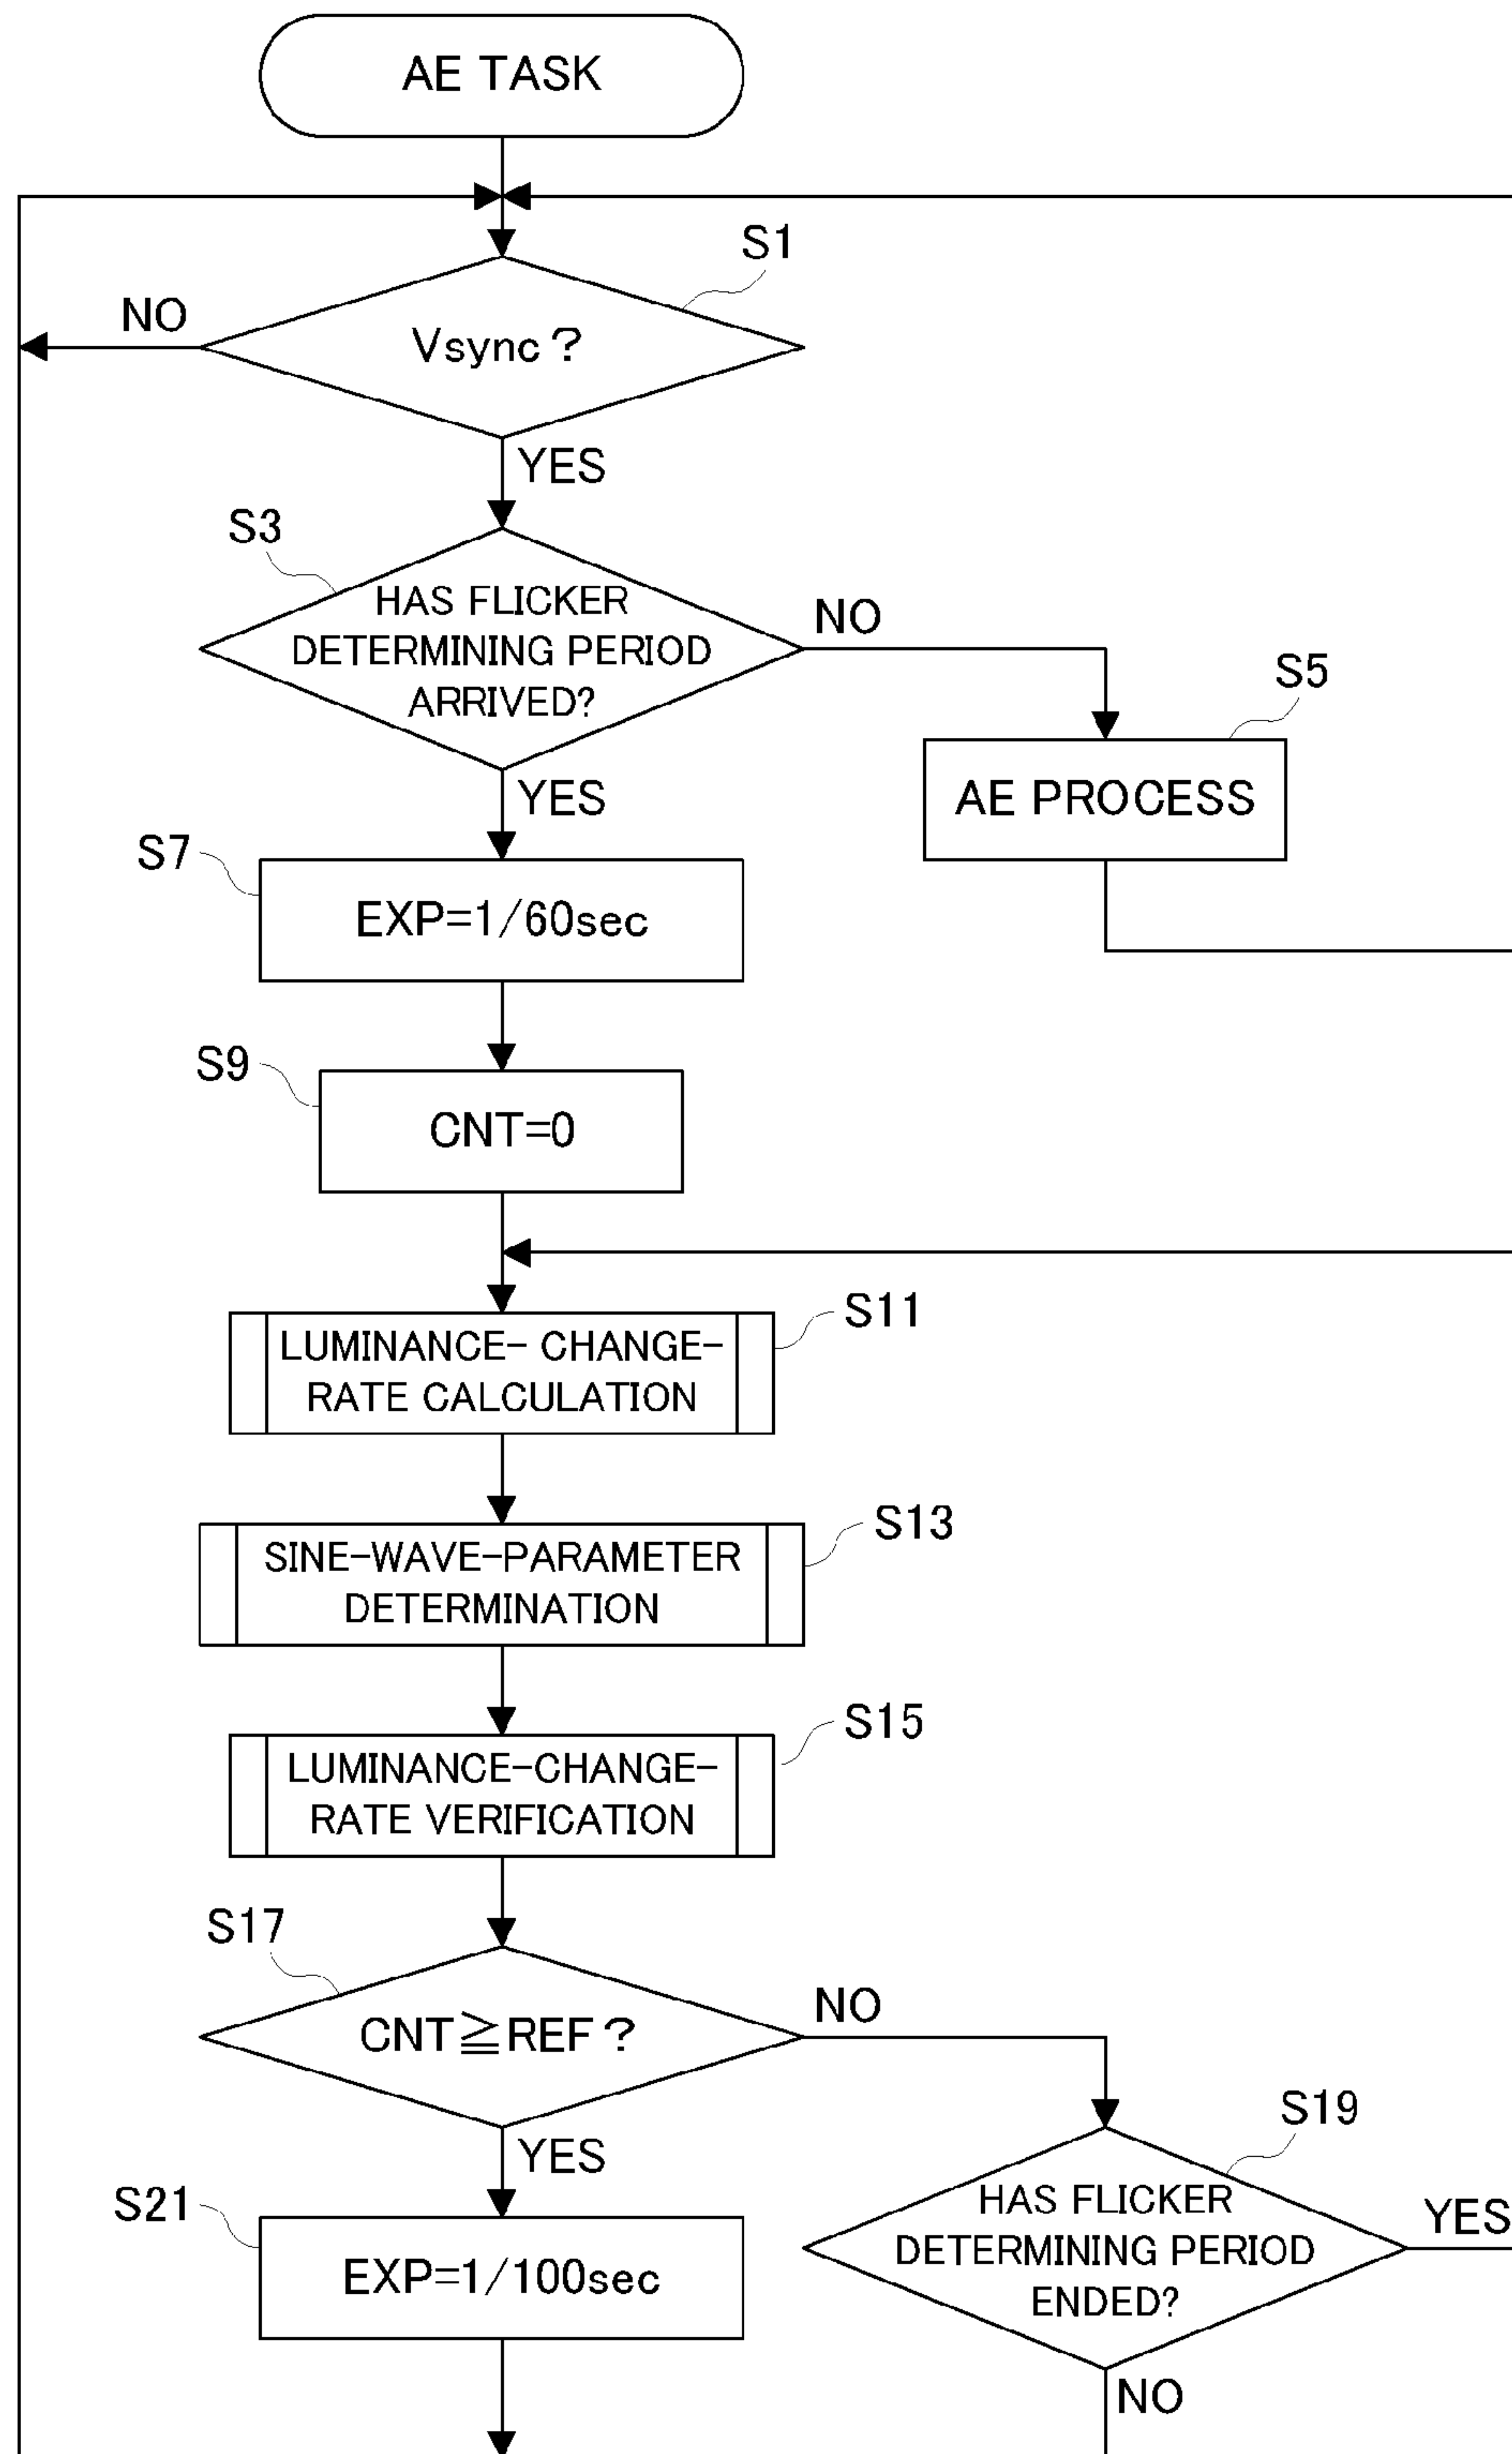 AE TASK
S1
Vsync?
NO
YES
S3
HAS FLICKER
DETERMINING PERIOD
ARRIVED?
NO
YES
S5
AE PROCESS
S7
EXP=1/60sec
S9
CNT=0
S11
LUMINANCE- CHANGE-
RATE CALCULATION
S13
SINE-WAVE-PARAMETER
DETERMINATION
S15
LUMINANCE-CHANGE-
RATE VERIFICATION
S17
CNT≧REF?
NO
YES
S19
HAS FLICKER
DETERMINING PERIOD
ENDED?
YES
NO
S21
EXP=1/100sec